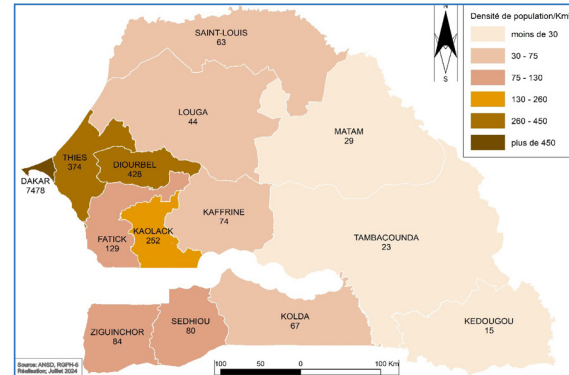 Densité de population/Km²
moins de 30
30 - 75
75 - 130
130 - 260
260 - 450
plus de 450
N
S
SAINT-LOUIS
63
LOUGA
44
MATAM
29
THIES
374
DIOURBEL
428
DAKAR
7478
KAFFRINE
74
FATICK
129
KAOLACK
252
TAMBACOUNDA
23
ZIGUINCHOR
84
SEDHIOU
80
KOLDA
67
KEDOUGOU
15
Source: ANSD, RGPH-5
Réalisation; Juillet 2024
100 0 100 Km